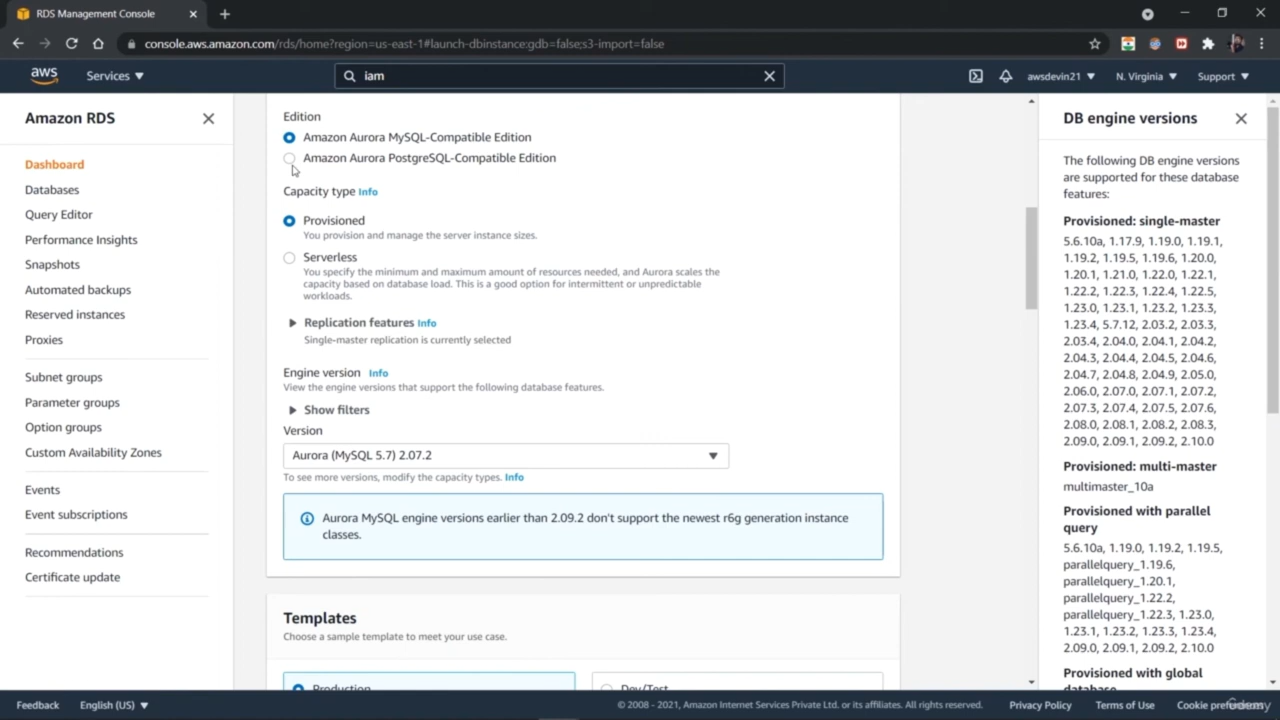 RDS Management Console
console.aws.amazon.com/rds/home?region=us-east-1#launch-dbinstance:gdb=false;s3-import=false
aws
Services
iam
awsdevin21
N. Virginia
Support
Amazon RDS
Dashboard
Databases
Query Editor
Performance Insights
Snapshots
Automated backups
Reserved instances
Proxies
Subnet groups
Parameter groups
Option groups
Custom Availability Zones
Events
Event subscriptions
Recommendations
Certificate update
Edition
Amazon Aurora MySQL-Compatible Edition
Amazon Aurora PostgreSQL-Compatible Edition
Capacity type Info
Provisioned
You provision and manage the server instance sizes.
Serverless
You specify the minimum and maximum amount of resources needed, and Aurora scales the
capacity based on database load. This is a good option for intermittent or unpredictable
workloads.
Replication features Info
Single-master replication is currently selected
Engine version Info
View the engine versions that support the following database features.
Show filters
Version
Aurora (MySQL 5.7) 2.07.2
To see more versions, modify the capacity types. Info
Aurora MySQL engine versions earlier than 2.09.2 don't support the newest r6g generation instance
classes.
Templates
Choose a sample template to meet your use case.
Production
Dev/Test
DB engine versions
The following DB engine versions
are supported for these database
features:
Provisioned: single-master
5.6.10a, 1.17.9, 1.19.0, 1.19.1,
1.19.2, 1.19.5, 1.19.6, 1.20.0,
1.20.1, 1.21.0, 1.22.0, 1.22.1,
1.22.2, 1.22.3, 1.22.4, 1.22.5,
1.23.0, 1.23.1, 1.23.2, 1.23.3,
1.23.4, 5.7.12, 2.03.2, 2.03.3,
2.03.4, 2.04.0, 2.04.1, 2.04.2,
2.04.3, 2.04.4, 2.04.5, 2.04.6,
2.04.7, 2.04.8, 2.04.9, 2.05.0,
2.06.0, 2.07.0, 2.07.1, 2.07.2,
2.07.3, 2.07.4, 2.07.5, 2.07.6,
2.08.0, 2.08.1, 2.08.2, 2.08.3,
2.09.0, 2.09.1, 2.09.2, 2.10.0
Provisioned: multi-master
multimaster_10a
Provisioned with parallel
query
5.6.10a, 1.19.0, 1.19.2, 1.19.5,
parallelquery_1.19.6,
parallelquery_1.20.1,
parallelquery_1.22.2,
parallelquery_1.22.3, 1.23.0,
1.23.1, 1.23.2, 1.23.3, 1.23.4,
2.09.0, 2.09.1, 2.09.2, 2.10.0
Provisioned with global
database
Feedback
English (US)
© 2008 - 2021, Amazon Internet Services Private Ltd. or its affiliates. All rights reserved.
Privacy Policy
Terms of Use
Cookie preferences
Udemy